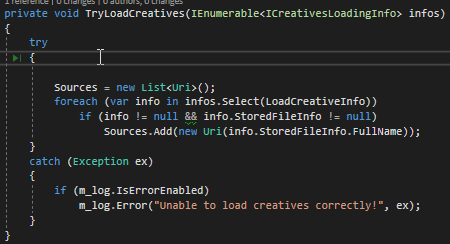 1 reference | 0 changes | 0 authors, 0 changes
private void TryLoadCreatives(IEnumerable<ICreativesLoadingInfo> infos)
{
try
{
Sources = new List<Uri>();
foreach (var info in infos.Select(LoadCreativeInfo))
if (info != null && info.StoredFileInfo != null)
Sources.Add(new Uri(info.StoredFileInfo.FullName));
}
catch (Exception ex)
{
if (m_log.IsErrorEnabled)
m_log.Error("Unable to load creatives correctly!", ex);
}
}